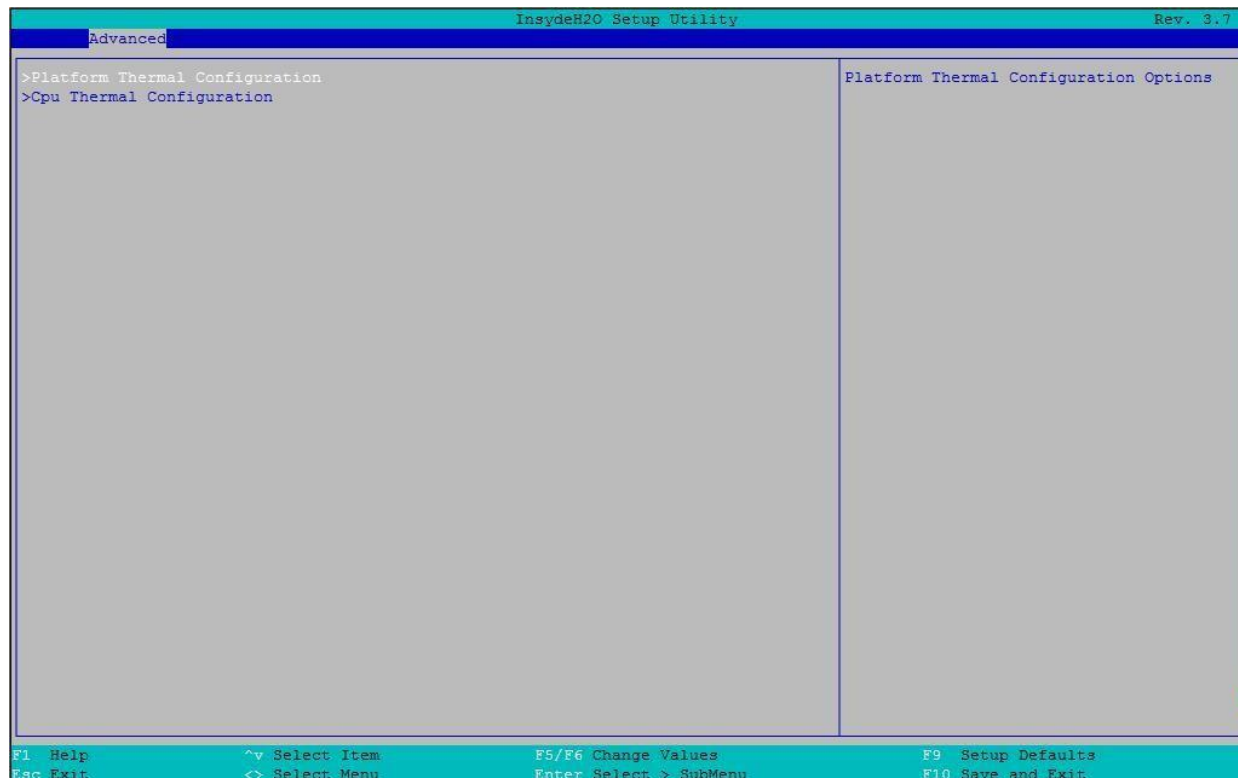 InsydeH2O Setup Utility Rev. 3.7
Advanced
>Platform Thermal Configuration
>Cpu Thermal Configuration
Platform Thermal Configuration Options
F1 Help ^v Select Item F5/F6 Change Values F9 Setup Defaults
Esc Exit <> Select Menu Enter Select > SubMenu F10 Save and Exit